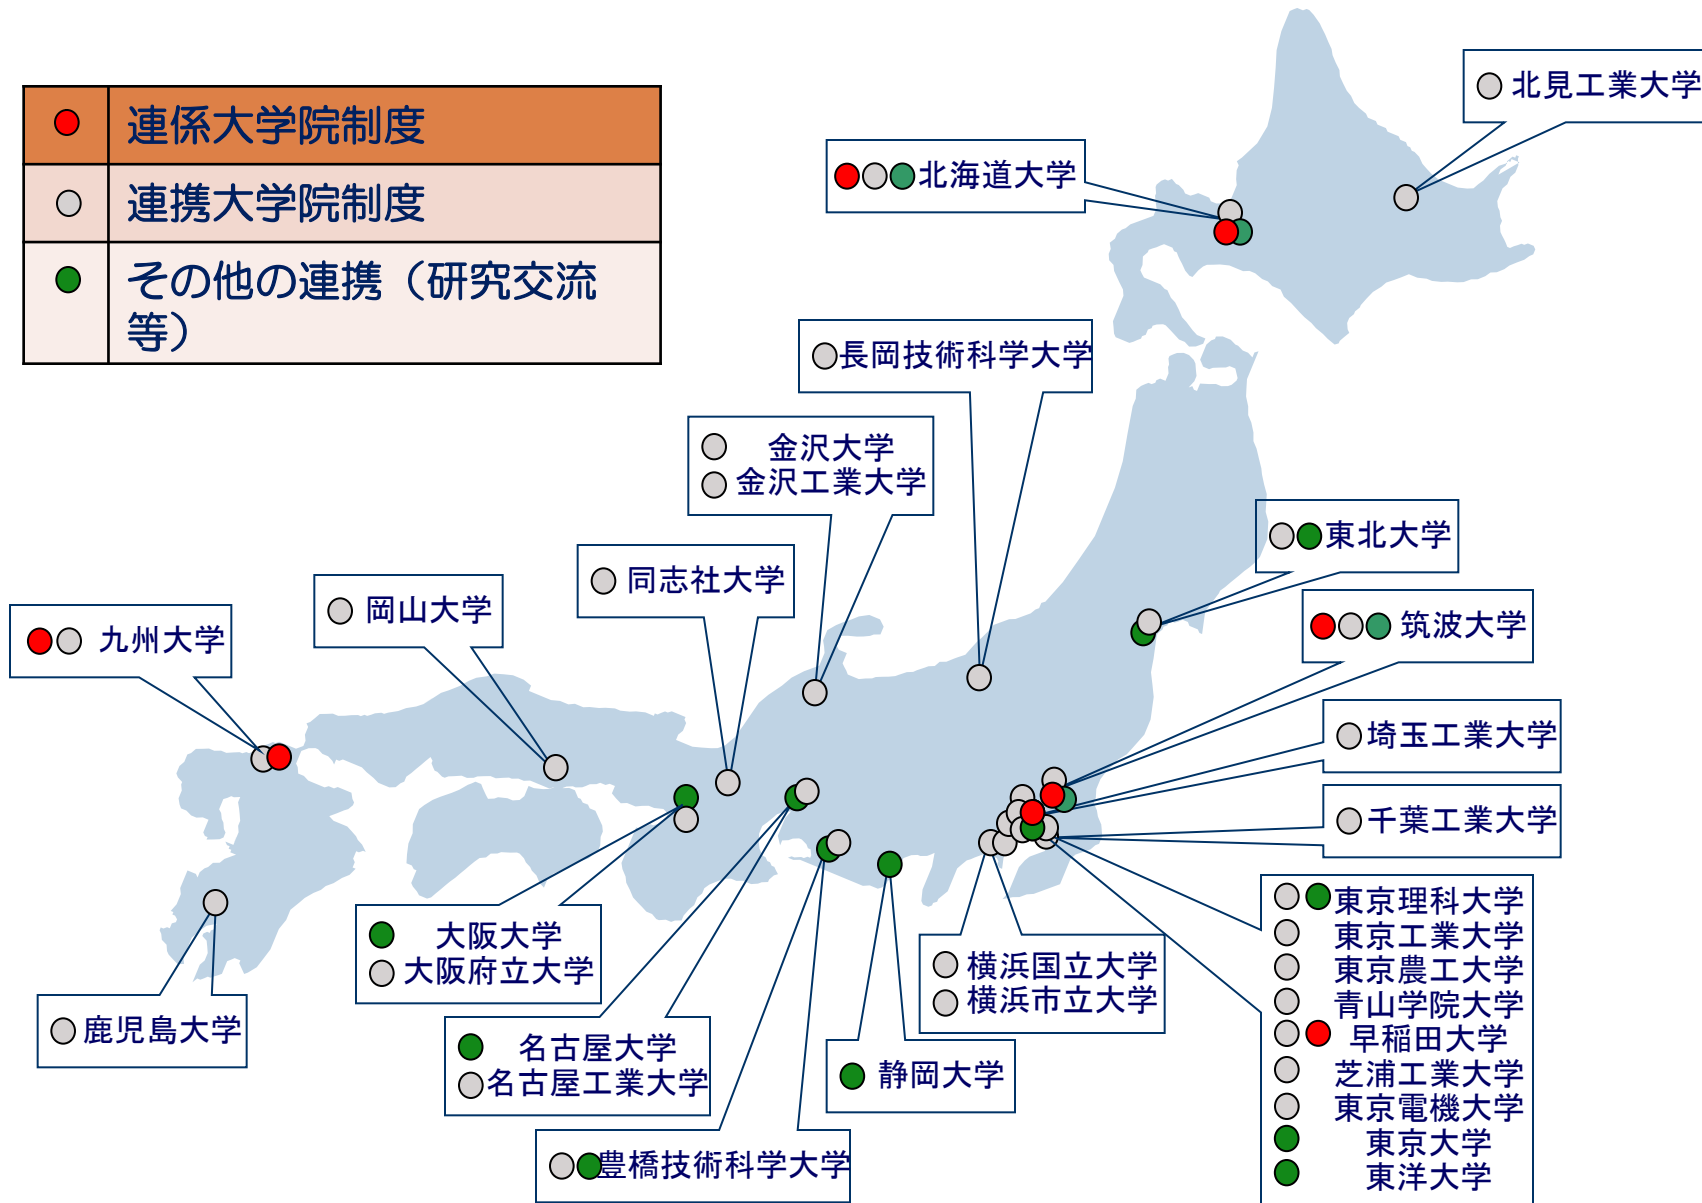 連係大学院制度
連携大学院制度
その他の連携（研究交流
等）
北見工業大学
北海道大学
長岡技術科学大学
金沢大学
金沢工業大学
東北大学
同志社大学
岡山大学
九州大学
筑波大学
埼玉工業大学
千葉工業大学
東京理科大学
東京工業大学
東京農工大学
青山学院大学
早稲田大学
芝浦工業大学
東京電機大学
東京大学
東洋大学
横浜国立大学
横浜市立大学
大阪大学
大阪府立大学
鹿児島大学
名古屋大学
名古屋工業大学
静岡大学
豊橋技術科学大学